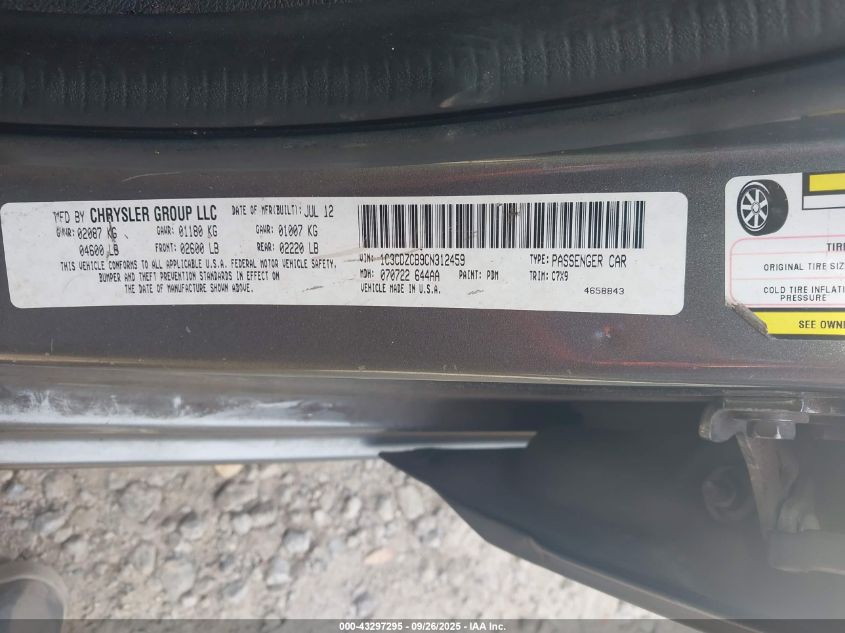 MFD BY CHRYSLER GROUP LLC DATE OF MFR(BUILT): JUL 12
GVWR: 02087 KG GAWR: 01180 KG GAWR: 01007 KG
04600 LB FRONT: 02600 LB REAR: 02220 LB
THIS VEHICLE CONFORMS TO ALL APPLICABLE U.S.A. FEDERAL MOTOR VEHICLE SAFETY,
BUMPER AND THEFT PREVENTION STANDARDS IN EFFECT ON
THE DATE OF MANUFACTURE SHOWN ABOVE.
VIN: 1C3CDZCB9CN312459 TYPE: PASSENGER CAR
MDH: 070722 644AA PAINT: PDM TRIM: C7X9
VEHICLE MADE IN U.S.A. 4658843
TIRE
ORIGINAL TIRE SIZ
COLD TIRE INFLATI
PRESSURE
SEE OWNE
000-43297295 - 09/26/2025 - IAA Inc.